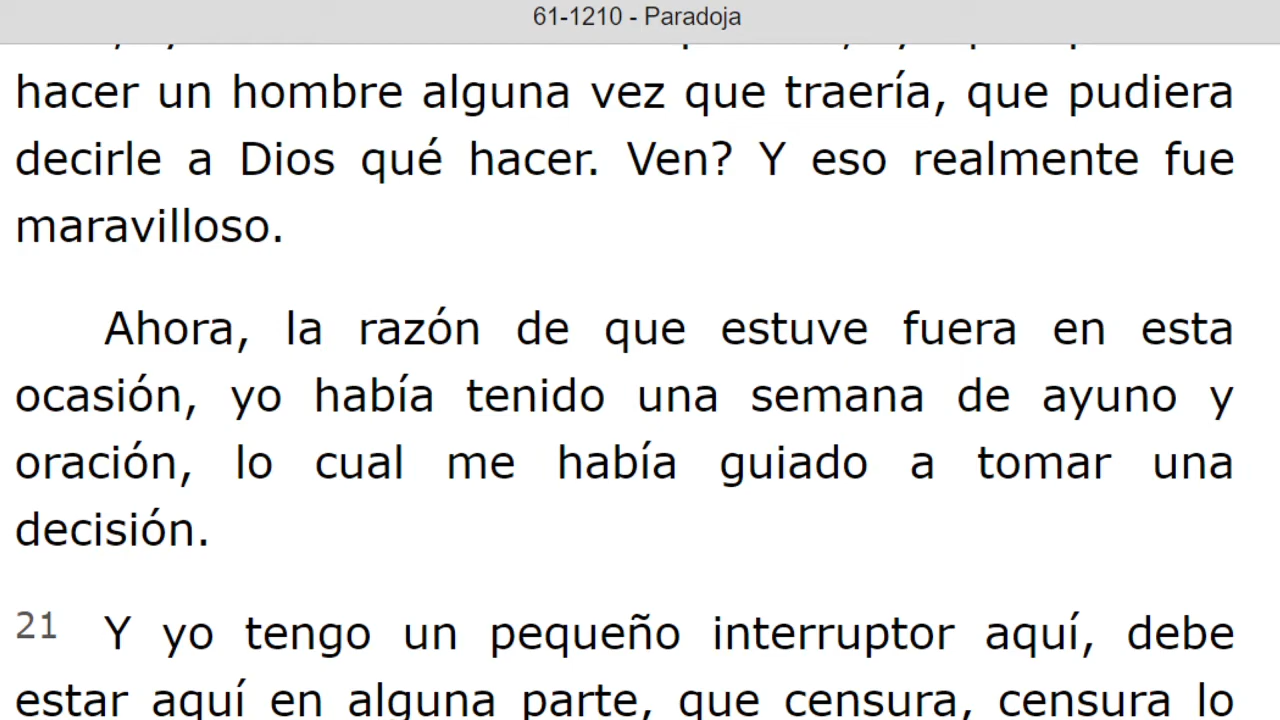 61-1210 - Paradoja
hacer un hombre alguna vez que traería, que pudiera
decirle a Dios qué hacer. Ven? Y eso realmente fue
maravilloso.
Ahora, la razón de que estuve fuera en esta
ocasión, yo había tenido una semana de ayuno y
oración, lo cual me había guiado a tomar una
decisión.
21 Y yo tengo un pequeño interruptor aquí, debe
estar aquí en alguna parte, que censura, censura lo